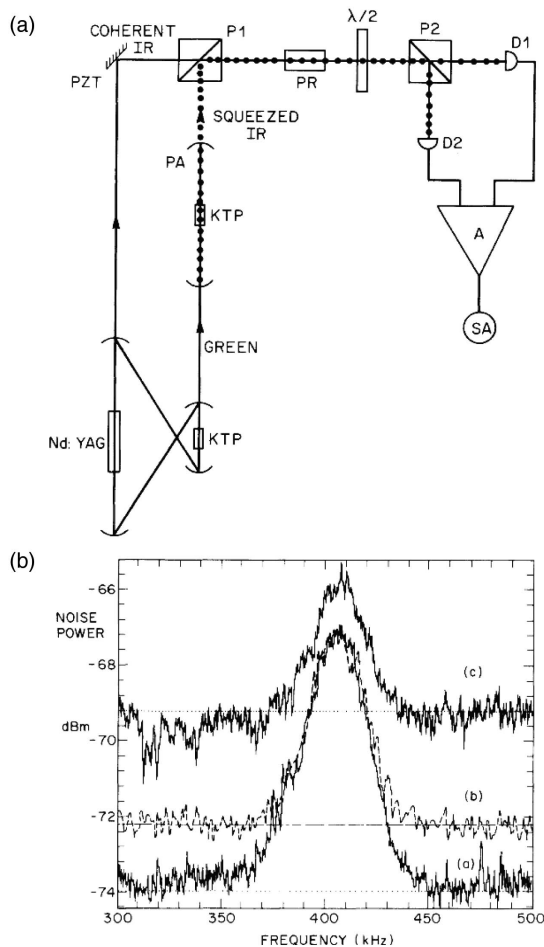 (a)
COHERENT
IR
P1
P2
D1
PZT
PR
λ/2
SQUEEZED
IR
PA
D2
KTP
A
SA
GREEN
Nd: YAG
KTP
(b)
-66
NOISE
POWER
-68
(c)
dBm
-70
-72
(b)
(a)
-74
300
350
400
450
500
FREQUENCY (kHz)